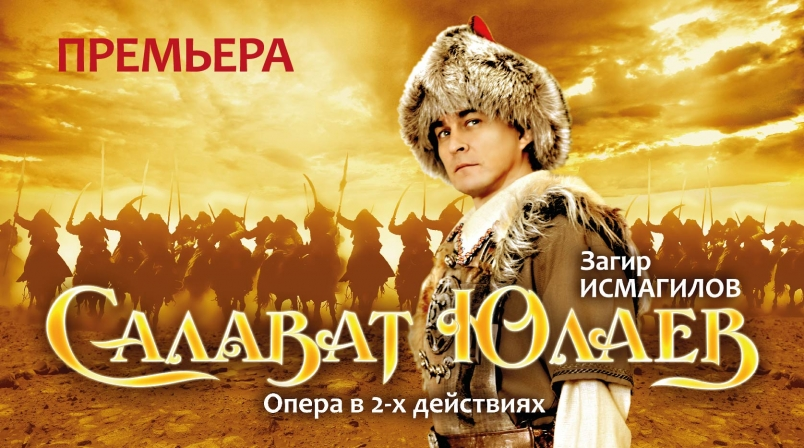 ПРЕМЬЕРА
Загир
ИСМАГИЛОВ
Салават Юлаев
Опера в 2-х действиях